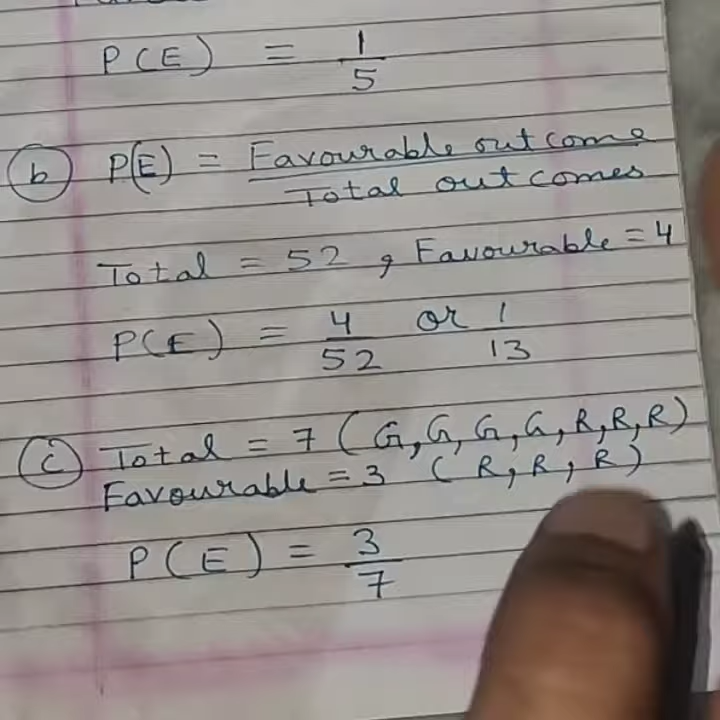 P(E) = 1/5
(b) P(E) = Favourable outcome / Total outcomes
Total = 52, Favourable = 4
P(E) = 4/52 or 1/13
(c) Total = 7 (G, G, G, G, R, R, R)
Favourable = 3 (R, R, R)
P(E) = 3/7